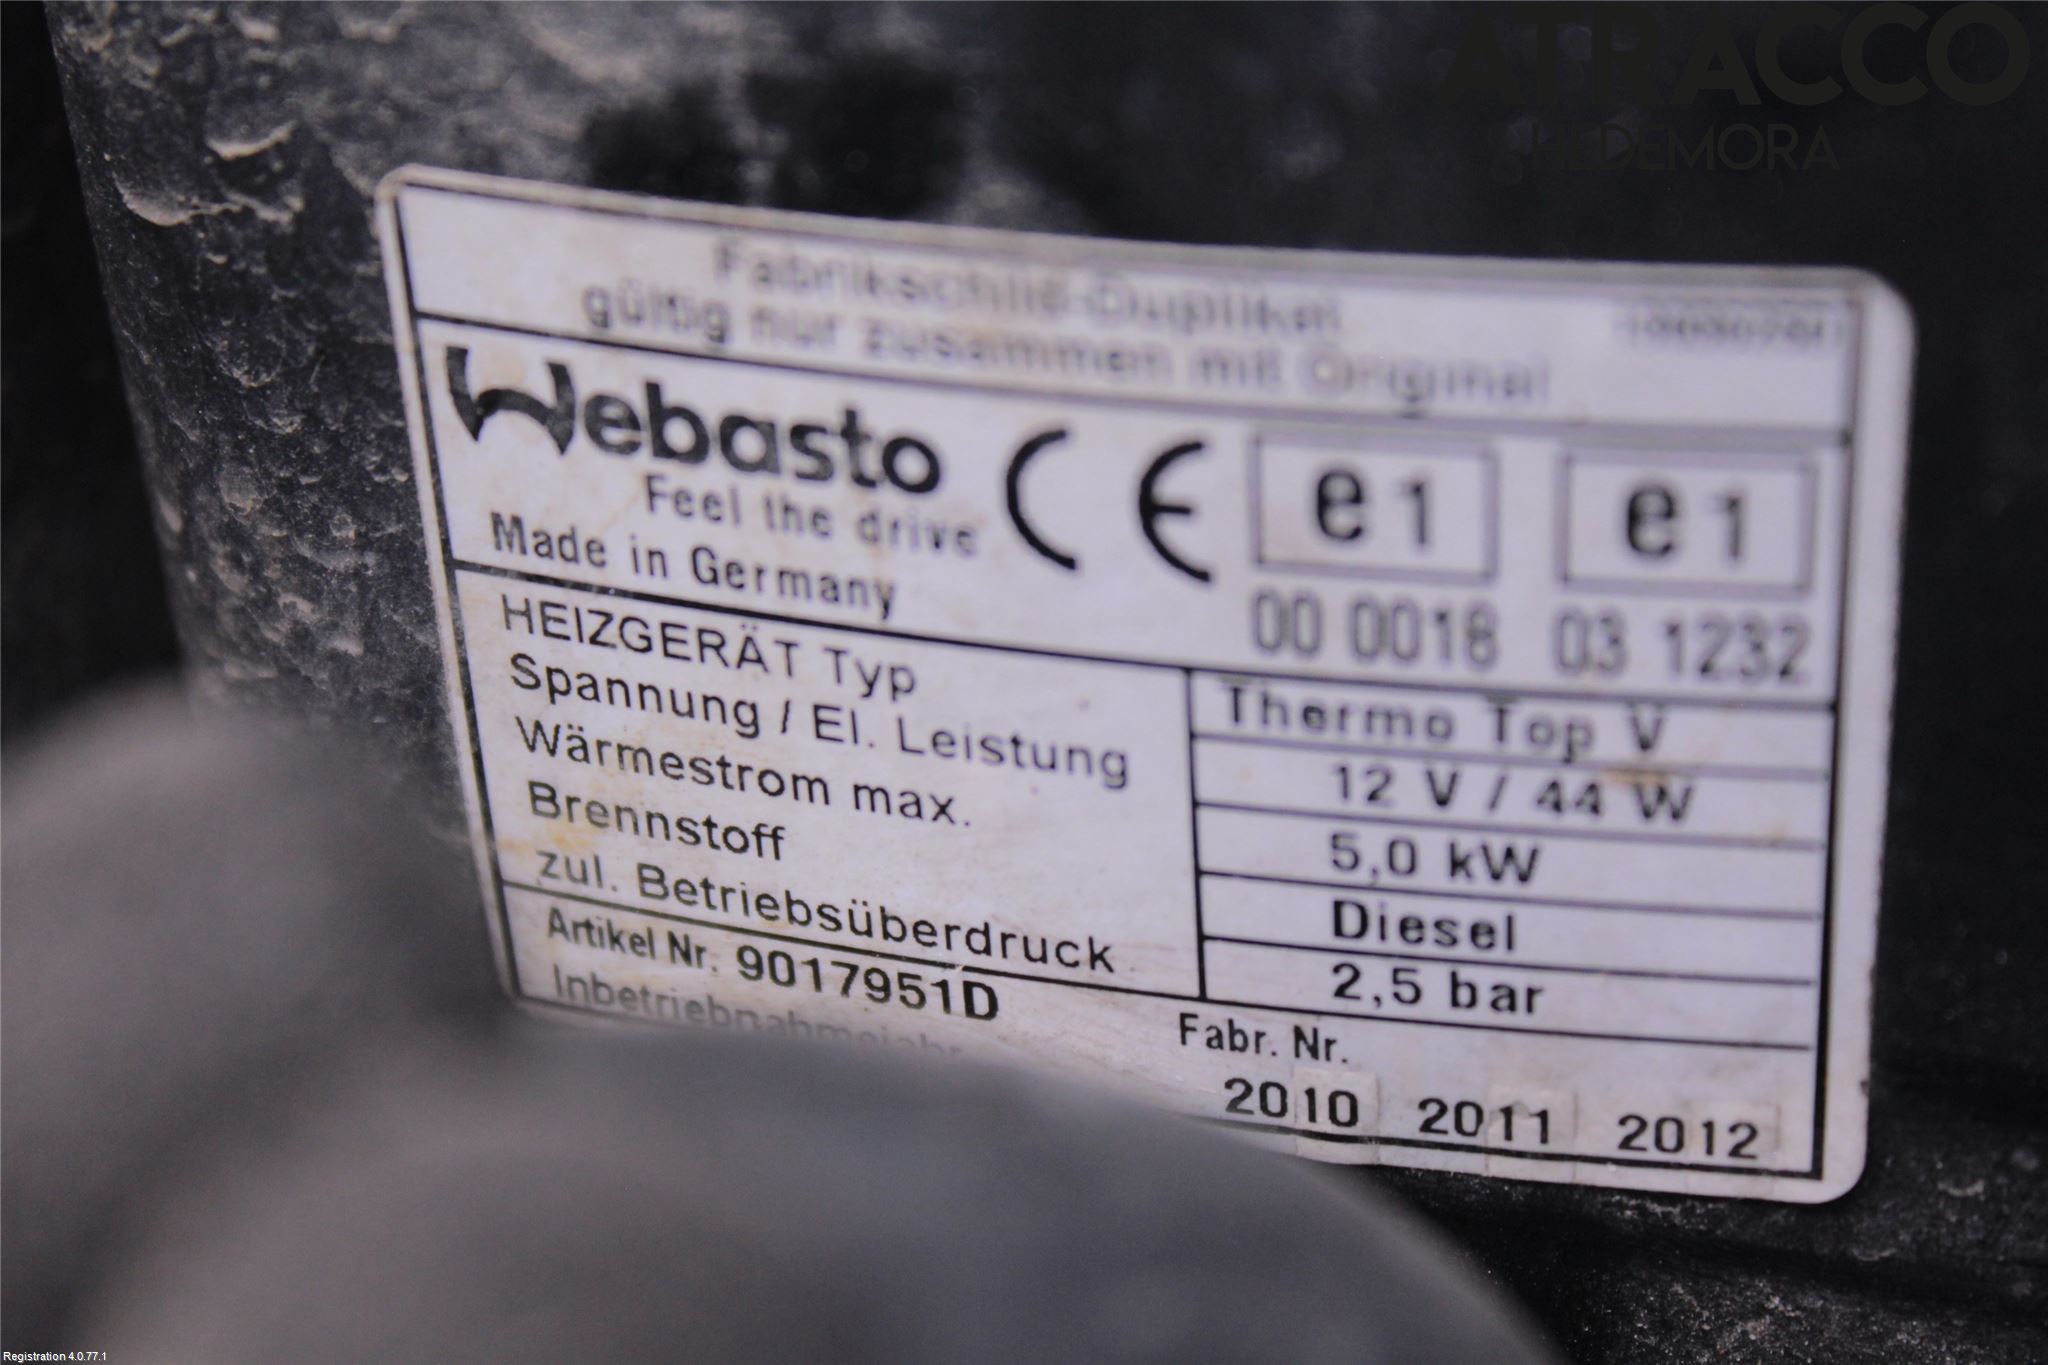 ATRACCO
HEDEMORA
Fabrikschild-Duplikat
gültig nur zusammen mit Original
Webasto
Feel the drive
Made in Germany
CE
e1
e1
00 0018
03 1232
HEIZGERÄT Typ
Thermo Top V
Spannung / El. Leistung
12 V / 44 W
Wärmestrom max.
5,0 kW
Brennstoff
Diesel
zul. Betriebsüberdruck
2,5 bar
Artikel Nr. 9017951D
Fabr. Nr.
Inbetriebnahmejahr
2010 2011 2012
Registration 4.0.77.1